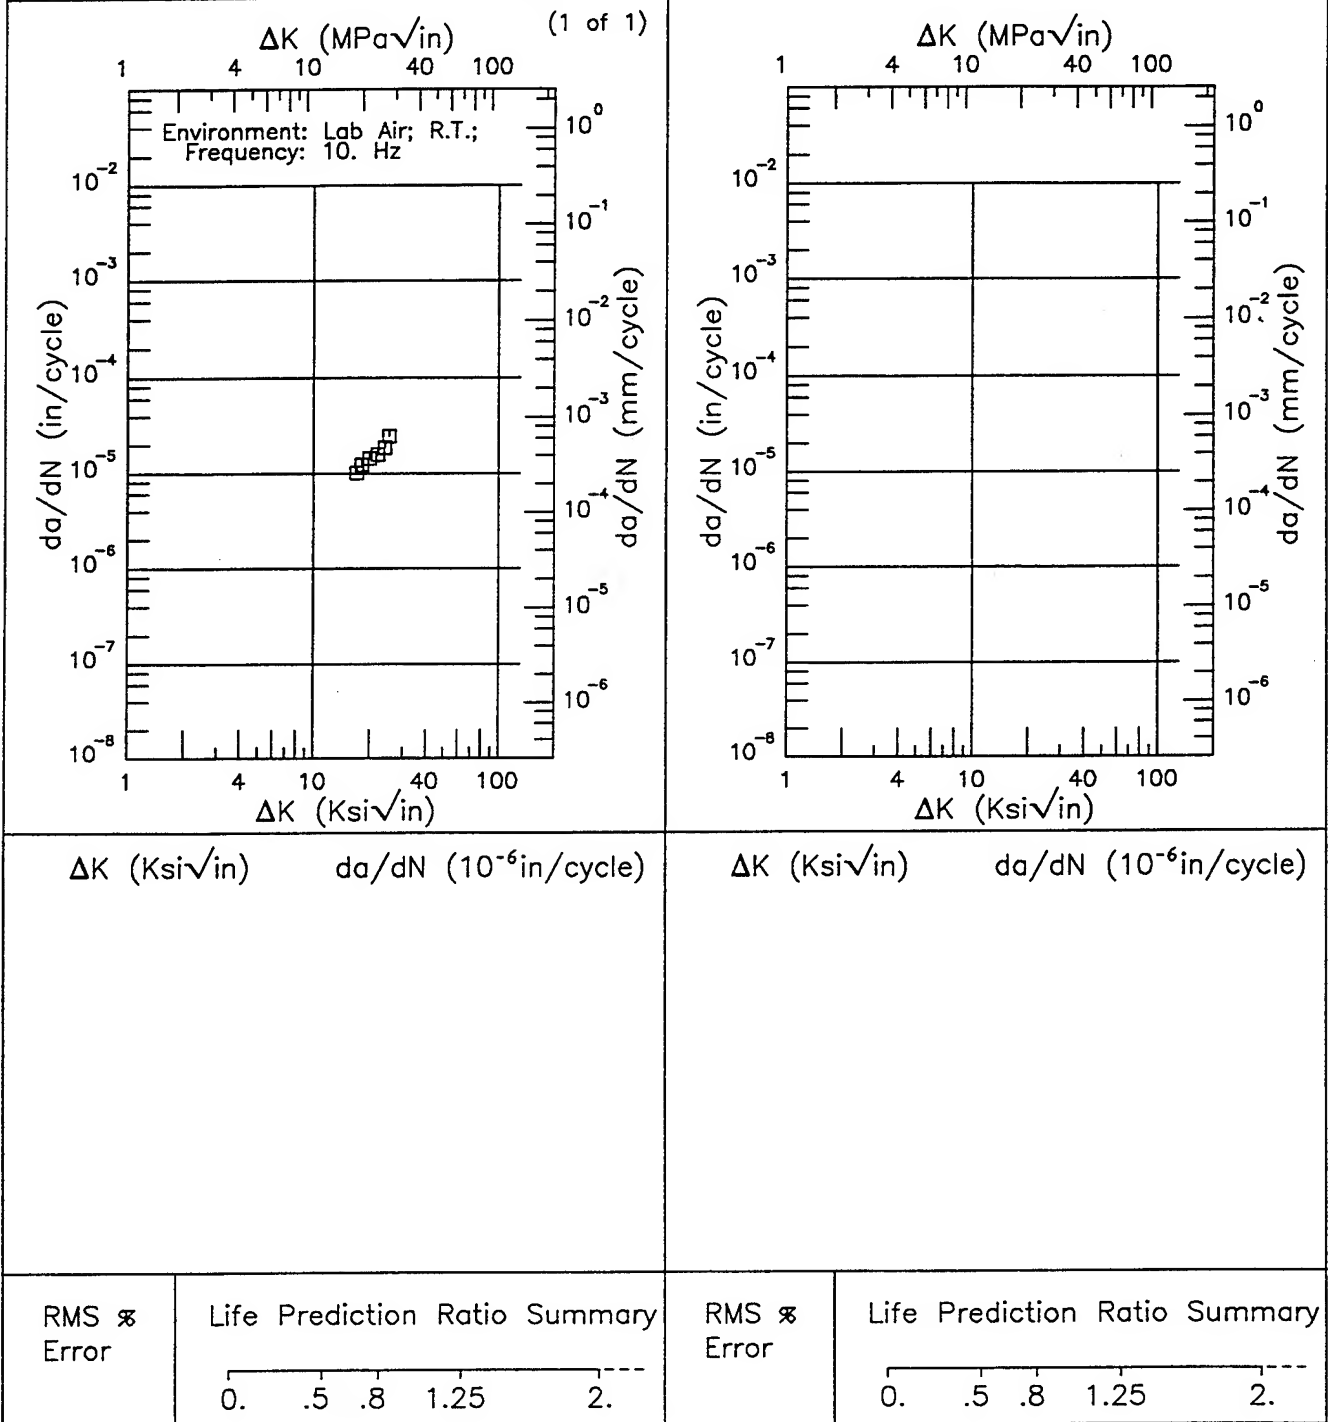 (1 of 1)
ΔK (MPa√in)
1 4 10 40 100
Environment: Lab Air; R.T.;
Frequency: 10. Hz
da/dN (in/cycle)
10⁻²
10⁻³
10⁻⁴
10⁻⁵
10⁻⁶
10⁻⁷
10⁻⁸
10⁰
10⁻¹
10⁻²
10⁻³
10⁻⁴
10⁻⁵
10⁻⁶
da/dN (mm/cycle)
1 4 10 40 100
ΔK (Ksi√in)
ΔK (Ksi√in) da/dN (10⁻⁶in/cycle)
RMS %
Error
Life Prediction Ratio Summary
0. .5 .8 1.25 2.
ΔK (MPa√in)
1 4 10 40 100
da/dN (in/cycle)
10⁻²
10⁻³
10⁻⁴
10⁻⁵
10⁻⁶
10⁻⁷
10⁻⁸
10⁰
10⁻¹
10⁻²
10⁻³
10⁻⁴
10⁻⁵
10⁻⁶
da/dN (mm/cycle)
1 4 10 40 100
ΔK (Ksi√in)
ΔK (Ksi√in) da/dN (10⁻⁶in/cycle)
RMS %
Error
Life Prediction Ratio Summary
0. .5 .8 1.25 2.